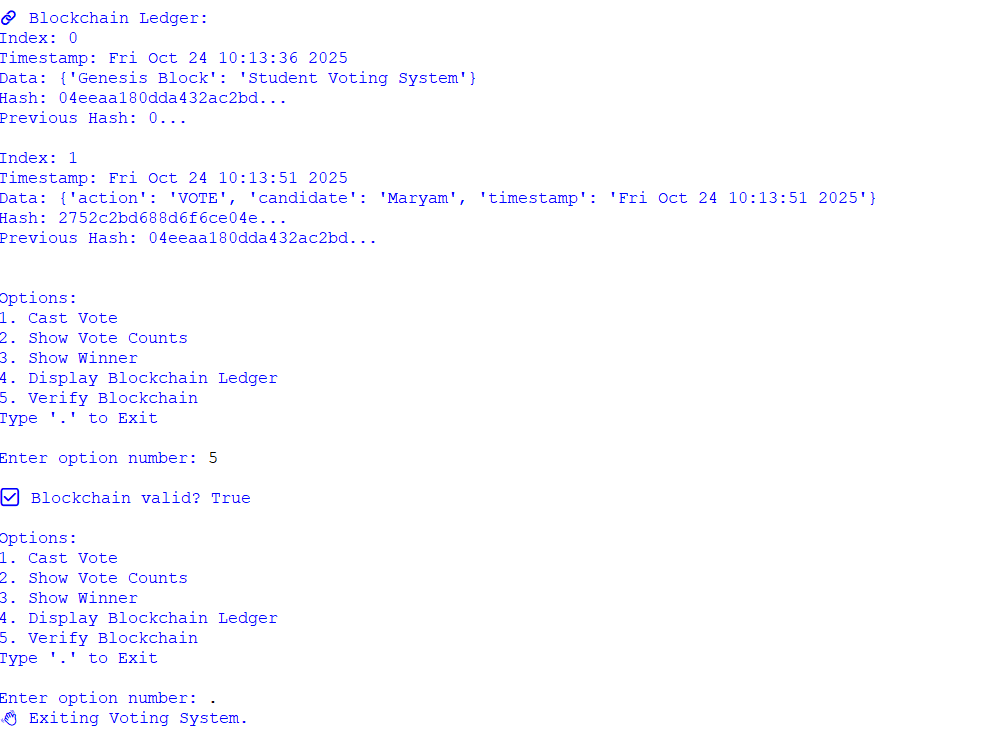 🔗 Blockchain Ledger:
Index: 0
Timestamp: Fri Oct 24 10:13:36 2025
Data: {'Genesis Block': 'Student Voting System'}
Hash: 04eeaa180dda432ac2bd...
Previous Hash: 0...

Index: 1
Timestamp: Fri Oct 24 10:13:51 2025
Data: {'action': 'VOTE', 'candidate': 'Maryam', 'timestamp': 'Fri Oct 24 10:13:51 2025'}
Hash: 2752c2bd688d6f6ce04e...
Previous Hash: 04eeaa180dda432ac2bd...

Options:
1. Cast Vote
2. Show Vote Counts
3. Show Winner
4. Display Blockchain Ledger
5. Verify Blockchain
Type '.' to Exit

Enter option number: 5

☑ Blockchain valid? True

Options:
1. Cast Vote
2. Show Vote Counts
3. Show Winner
4. Display Blockchain Ledger
5. Verify Blockchain
Type '.' to Exit

Enter option number: .
👋 Exiting Voting System.